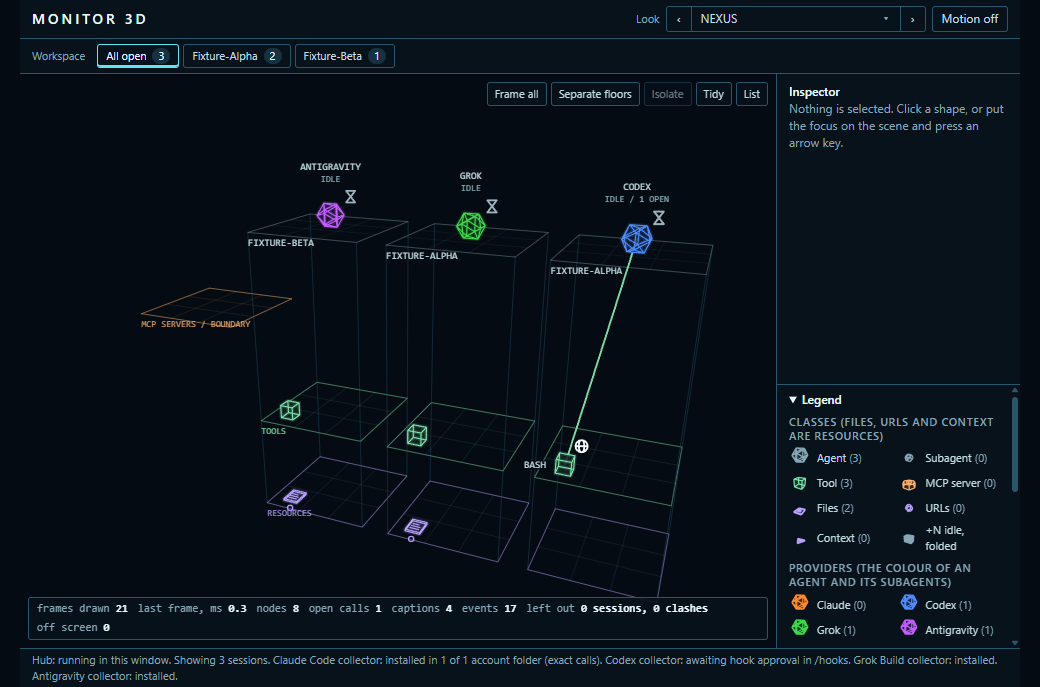 MONITOR 3D
Look ‹ NEXUS › Motion off
Workspace All open 3 Fixture-Alpha 2 Fixture-Beta 1
Frame all Separate floors Isolate Tidy List
Inspector
Nothing is selected. Click a shape, or put
the focus on the scene and press an
arrow key.
ANTIGRAVITY
IDLE
GROK
IDLE
CODEX
IDLE / 1 OPEN
FIXTURE-BETA
FIXTURE-ALPHA
FIXTURE-ALPHA
MCP SERVERS / BOUNDARY
TOOLS
BASH
RESOURCES
Legend
CLASSES (FILES, URLS AND CONTEXT
ARE RESOURCES)
Agent (3) Subagent (0)
Tool (3) MCP server (0)
Files (2) URLs (0)
Context (0) +N idle,
folded
PROVIDERS (THE COLOUR OF AN
AGENT AND ITS SUBAGENTS)
Claude (0) Codex (1)
Grok (1) Antigravity (1)
frames drawn 21 last frame, ms 0.3 nodes 8 open calls 1 captions 4 events 17 left out 0 sessions, 0 clashes
off screen 0
Hub: running in this window. Showing 3 sessions. Claude Code collector: installed in 1 of 1 account folder (exact calls). Codex collector: awaiting hook approval in /hooks. Grok Build collector: installed.
Antigravity collector: installed.